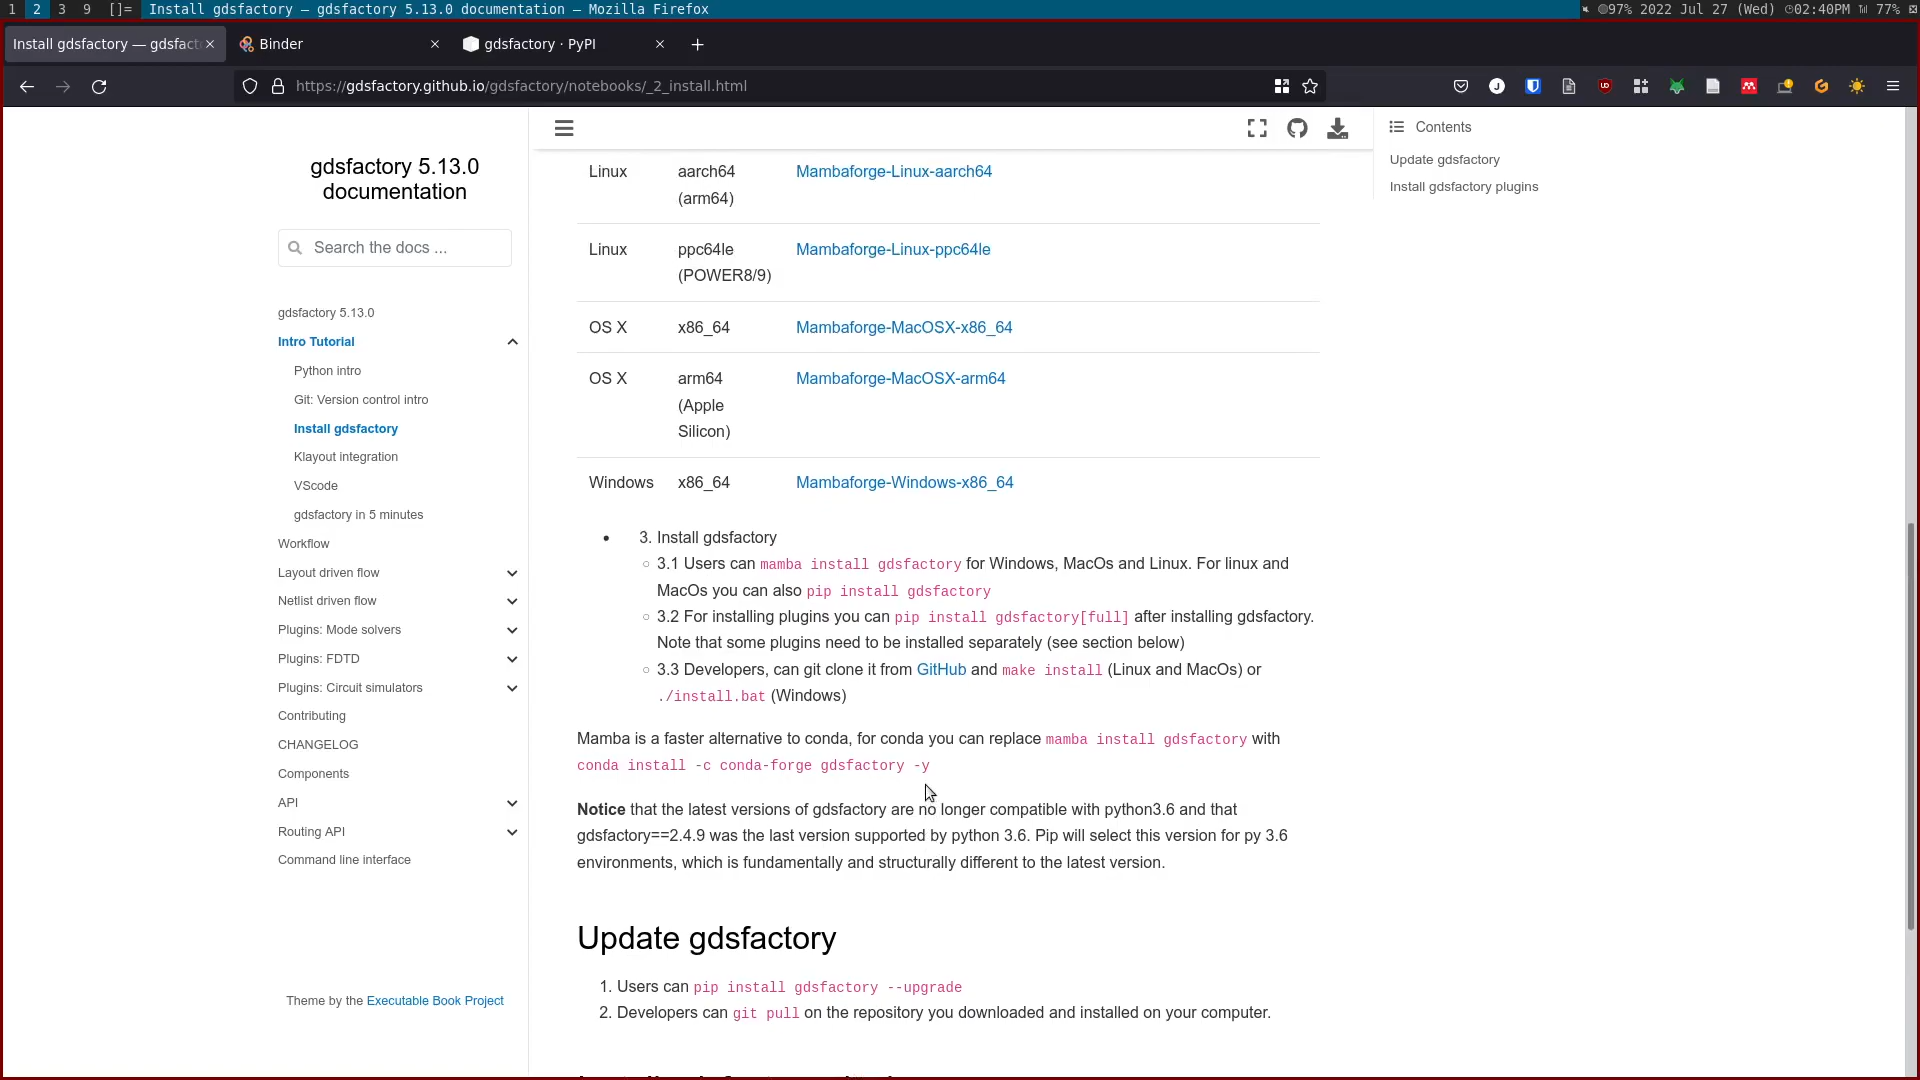 1 2 3 9 []= Install gdsfactory — gdsfactory 5.13.0 documentation — Mozilla Firefox 97% 2022 Jul 27 (Wed) 02:40PM 77%
Install gdsfactory — gdsfact
Binder
gdsfactory · PyPI
https://gdsfactory.github.io/gdsfactory/notebooks/_2_install.html
gdsfactory 5.13.0
documentation
Search the docs ...
gdsfactory 5.13.0
Intro Tutorial
Python intro
Git: Version control intro
Install gdsfactory
Klayout integration
VScode
gdsfactory in 5 minutes
Workflow
Layout driven flow
Netlist driven flow
Plugins: Mode solvers
Plugins: FDTD
Plugins: Circuit simulators
Contributing
CHANGELOG
Components
API
Routing API
Command line interface
Theme by the Executable Book Project
Linux aarch64 Mambaforge-Linux-aarch64
(arm64)
Linux ppc64le Mambaforge-Linux-ppc64le
(POWER8/9)
OS X x86_64 Mambaforge-MacOSX-x86_64
OS X arm64 Mambaforge-MacOSX-arm64
(Apple
Silicon)
Windows x86_64 Mambaforge-Windows-x86_64
• 3. Install gdsfactory
○ 3.1 Users can mamba install gdsfactory for Windows, MacOs and Linux. For linux and
MacOs you can also pip install gdsfactory
○ 3.2 For installing plugins you can pip install gdsfactory[full] after installing gdsfactory.
Note that some plugins need to be installed separately (see section below)
○ 3.3 Developers, can git clone it from GitHub and make install (Linux and MacOs) or
./install.bat (Windows)
Mamba is a faster alternative to conda, for conda you can replace mamba install gdsfactory with
conda install -c conda-forge gdsfactory -y
Notice that the latest versions of gdsfactory are no longer compatible with python3.6 and that
gdsfactory==2.4.9 was the last version supported by python 3.6. Pip will select this version for py 3.6
environments, which is fundamentally and structurally different to the latest version.
Update gdsfactory
1. Users can pip install gdsfactory --upgrade
2. Developers can git pull on the repository you downloaded and installed on your computer.
Contents
Update gdsfactory
Install gdsfactory plugins